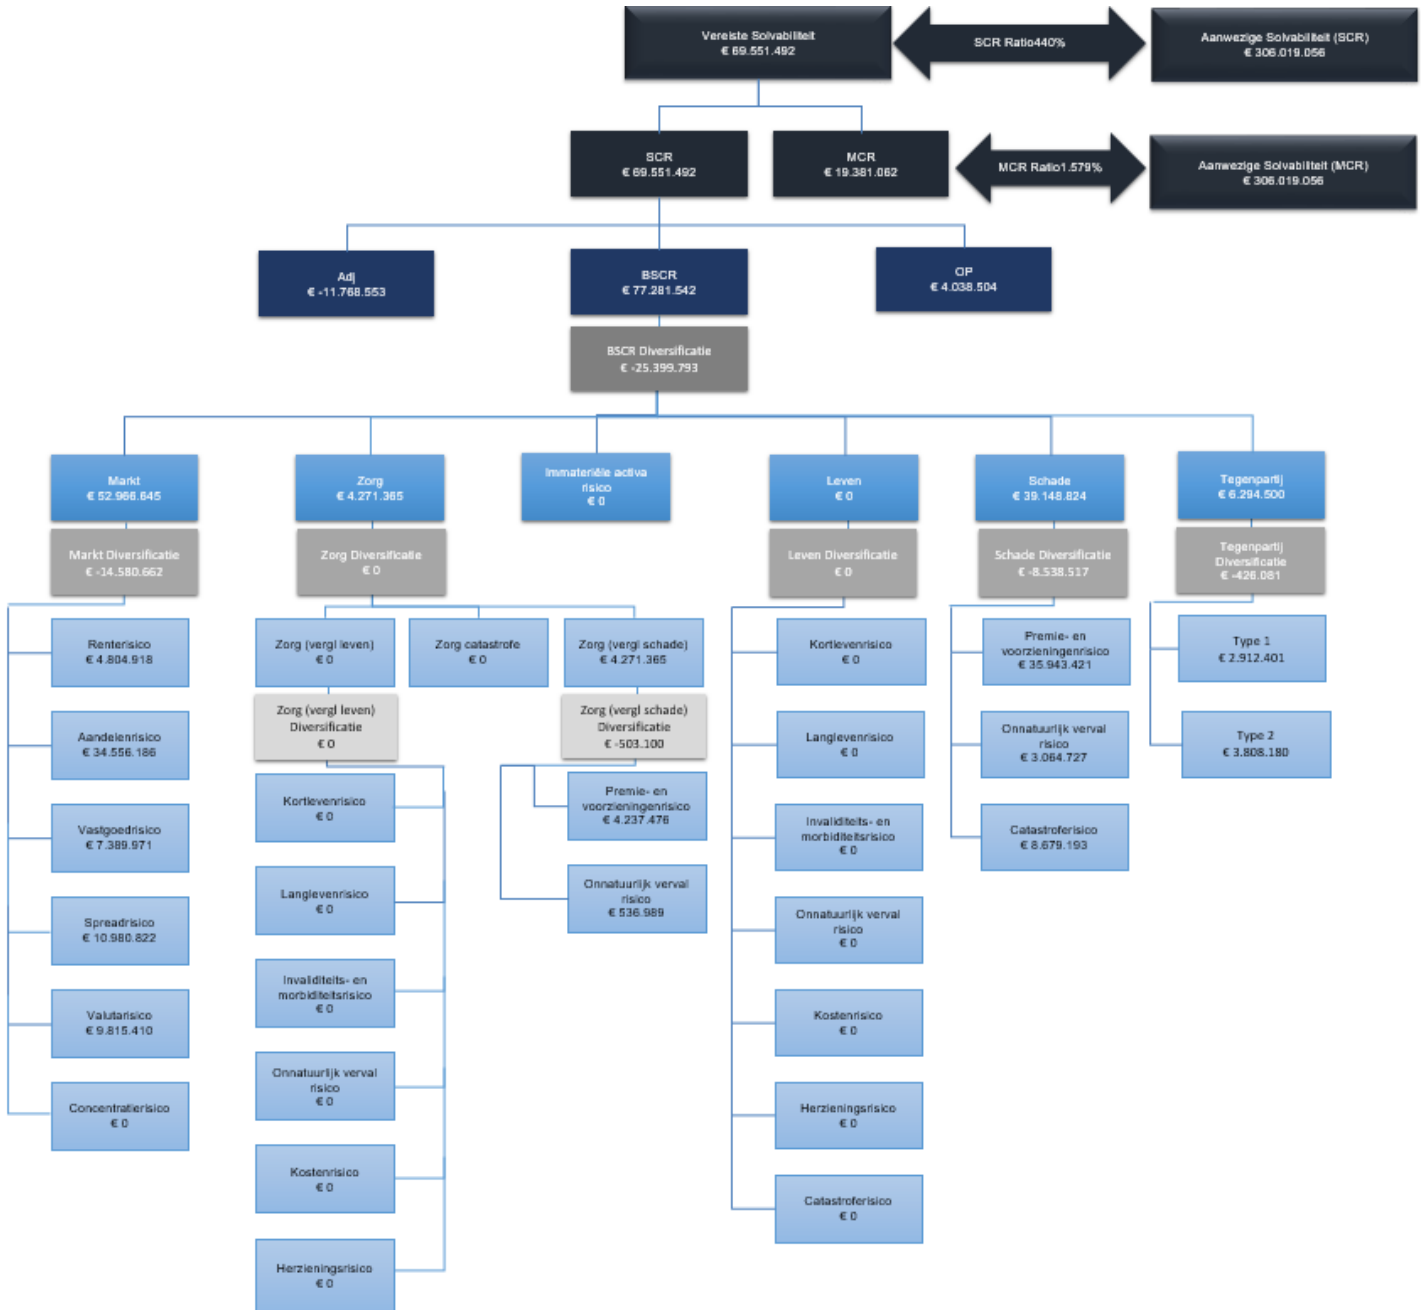 Vereiste Solvabiliteit
€ 69.551.492
SCR Ratio440%
Aanwezige Solvabiliteit (SCR)
€ 306.019.056
SCR
€ 69.551.492
MCR
€ 19.381.062
MCR Ratio1.579%
Aanwezige Solvabiliteit (MCR)
€ 306.019.056
Adj
€ -11.768.553
BSCR
€ 77.281.542
OP
€ 4.038.504
BSCR Diversificatie
€ -25.399.793
Markt
€ 52.966.645
Zorg
€ 4.271.365
Immateriële activa
risico
€ 0
Leven
€ 0
Schade
€ 39.148.824
Tegenpartij
€ 6.294.500
Markt Diversificatie
€ -14.580.662
Zorg Diversificatie
€ 0
Leven Diversificatie
€ 0
Schade Diversificatie
€ -8.538.517
Tegenpartij
Diversificatie
€ -426.081
Renterisico
€ 4.804.918
Aandelenrisico
€ 34.556.186
Vastgoedrisico
€ 7.389.971
Spreadrisico
€ 10.980.822
Valutarisico
€ 9.815.410
Concentratierisico
€ 0
Zorg (vergl leven)
€ 0
Zorg catastrofe
€ 0
Zorg (vergl schade)
€ 4.271.365
Zorg (vergl leven)
Diversificatie
€ 0
Kortlevenrisico
€ 0
Langlevenrisico
€ 0
Invaliditeits- en
morbiditeitsrisico
€ 0
Onnatuurlijk verval
risico
€ 0
Kostenrisico
€ 0
Herzieningsrisico
€ 0
Zorg (vergl schade)
Diversificatie
€ -503.100
Premie- en
voorzieningenrisico
€ 4.237.476
Onnatuurlijk verval
risico
€ 536.989
Kortlevenrisico
€ 0
Langlevenrisico
€ 0
Invaliditeits- en
morbiditeitsrisico
€ 0
Onnatuurlijk verval
risico
€ 0
Kostenrisico
€ 0
Herzieningsrisico
€ 0
Catastroferisico
€ 0
Premie- en
voorzieningenrisico
€ 35.943.421
Onnatuurlijk verval
risico
€ 3.064.727
Catastroferisico
€ 8.679.193
Type 1
€ 2.912.401
Type 2
€ 3.808.180